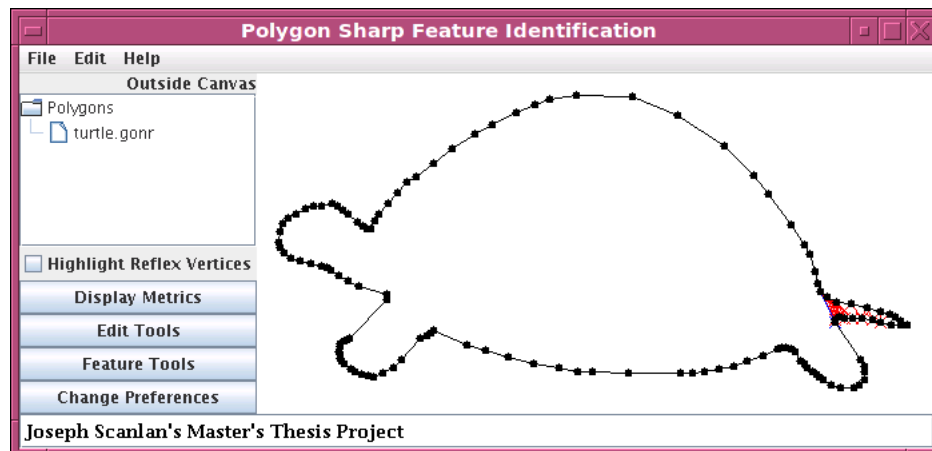 Polygon Sharp Feature Identification
File Edit Help
Outside Canvas
Polygons
turtle.gonr
Highlight Reflex Vertices
Display Metrics
Edit Tools
Feature Tools
Change Preferences
Joseph Scanlan's Master's Thesis Project